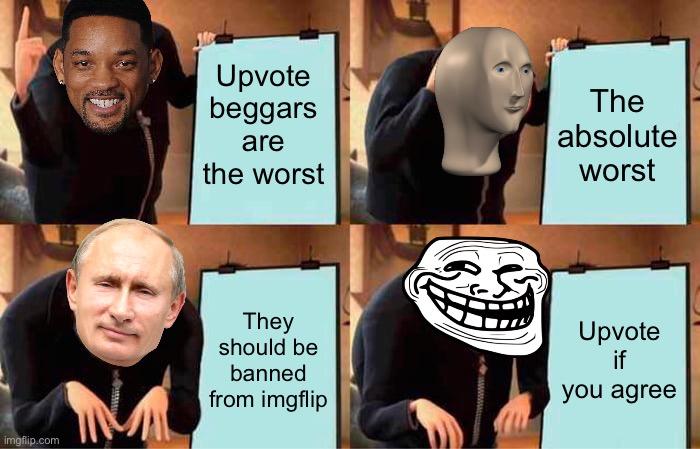 Upvote
beggars
are
the worst
The
absolute
worst
They
should be
banned
from imgflip
Upvote
if
you agree
imgflip.com